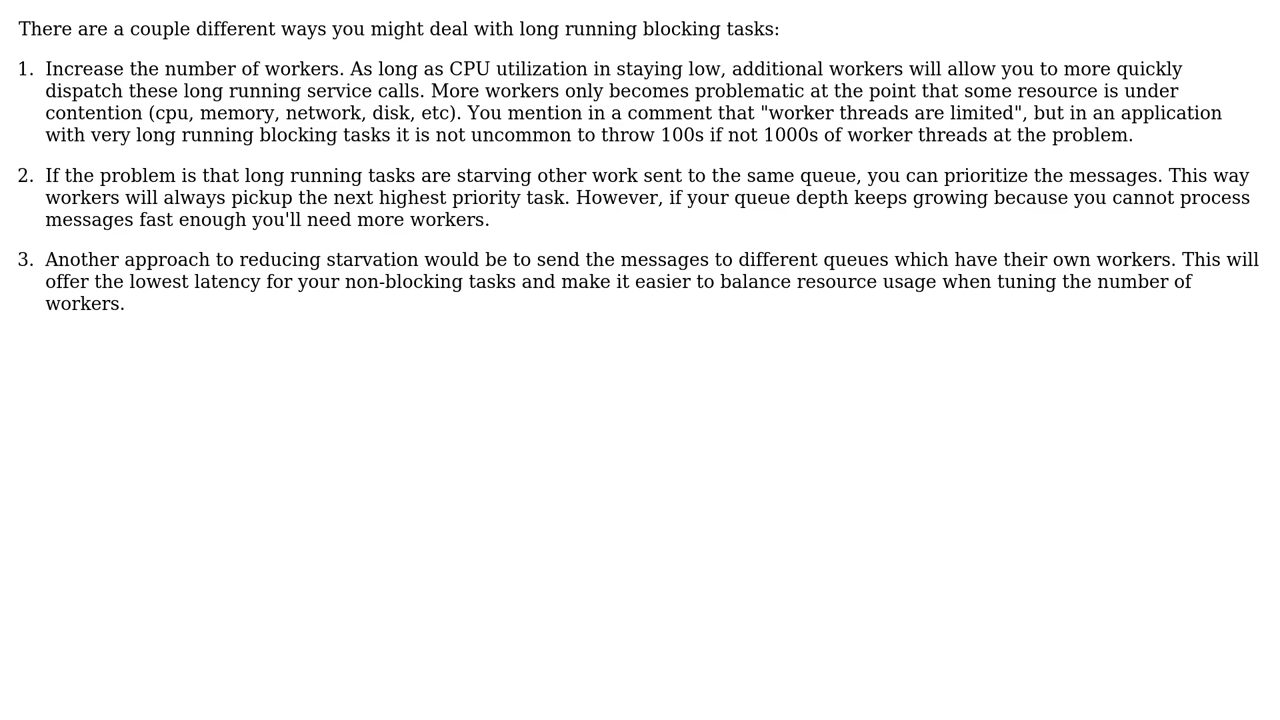 There are a couple different ways you might deal with long running blocking tasks:
1. Increase the number of workers. As long as CPU utilization in staying low, additional workers will allow you to more quickly
dispatch these long running service calls. More workers only becomes problematic at the point that some resource is under
contention (cpu, memory, network, disk, etc). You mention in a comment that "worker threads are limited", but in an application
with very long running blocking tasks it is not uncommon to throw 100s if not 1000s of worker threads at the problem.
2. If the problem is that long running tasks are starving other work sent to the same queue, you can prioritize the messages. This way
workers will always pickup the next highest priority task. However, if your queue depth keeps growing because you cannot process
messages fast enough you'll need more workers.
3. Another approach to reducing starvation would be to send the messages to different queues which have their own workers. This will
offer the lowest latency for your non-blocking tasks and make it easier to balance resource usage when tuning the number of
workers.